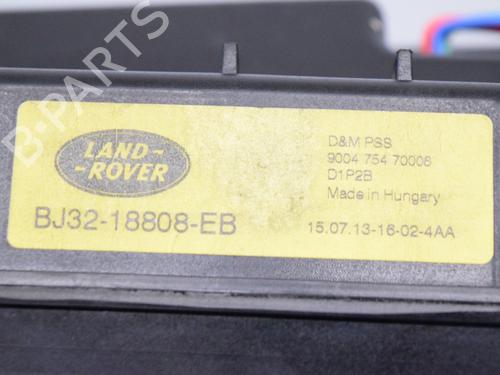 B-PARTS
LAND-
-ROVER
BJ32-18808-EB
D&M PSS
9004 754 70006
D1P2B
Made in Hungary
15.07.13-16-02-4AA